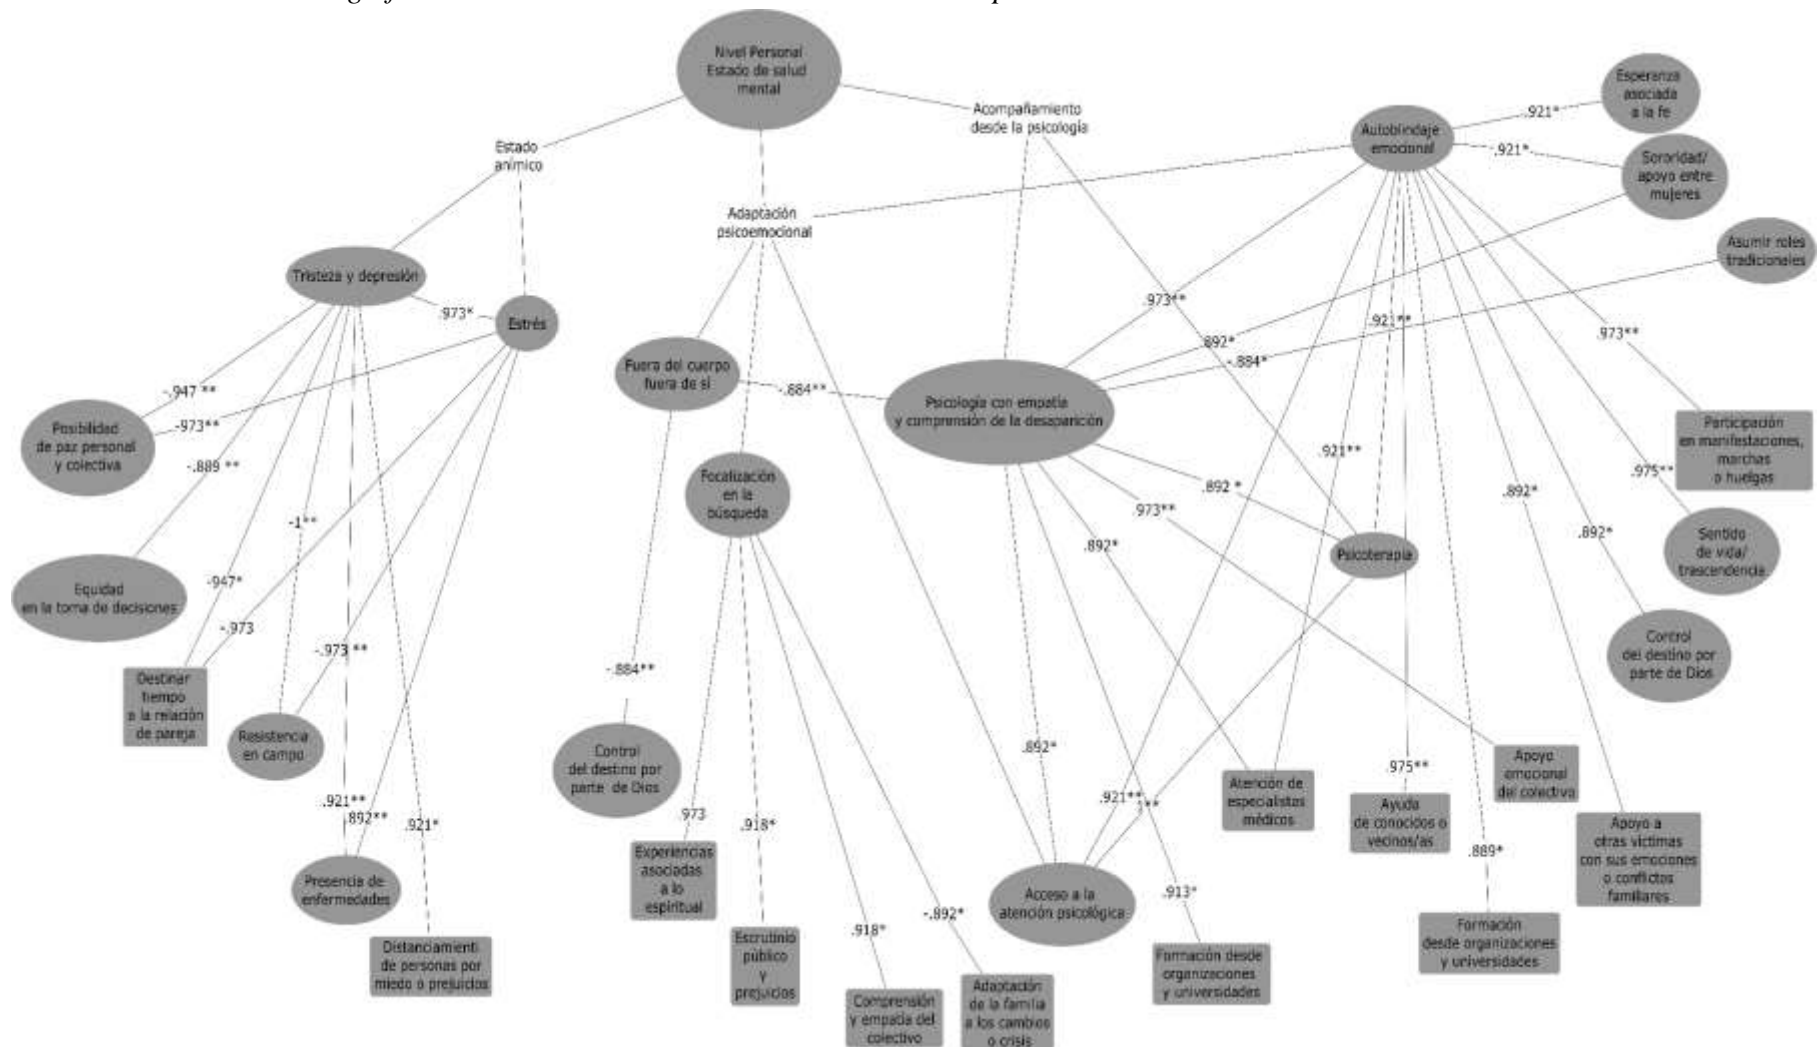 Nivel Personal
Estado de salud
mental
Acompañamiento
desde la psicología
Esperanza
asociada
a la fe
Autoblindaje
emocional
.921*
.921*
Sororidad/
apoyo entre
mujeres
Estado
anímico
Adaptación
psicoemocional
Asumir roles
tradicionales
Tristeza y depresión
.973*
Estrés
.973**
.921**
.892*
-.884*
.973**
Fuera del cuerpo
fuera de sí
-.884**
Psicología con empatía
y comprensión de la desaparición
-.947 **
-973**
Posibilidad
de paz personal
y colectiva
-.889 **
Participación
en manifestaciones,
marchas
o huelgas
Focalización
en la
búsqueda
.921**
.975**
.892 *
.892*
.973**
-1**
.892*
.892*
Psicoterapia
Sentido
de vida/
trascendencia
Equidad
en la toma de decisiones
-947*
-.973
-.973 **
-.884**
Control
del destino por
parte de Dios
Destinar
tiempo
a la relación
de pareja
Resistencia
en campo
Control
del destino por
parte de Dios
.892*
.975**
Apoyo
emocional
del colectivo
Atención de
especialistas
médicos
Ayuda
de conocidos o
vecinos/as
.921**
.892**
.921*
973
.918*
.921**
1**
Apoyo a
otras víctimas
con sus emociones
o conflictos
familiares
.889*
Experiencias
asociadas
a lo
espiritual
Presencia de
enfermedades
Acceso a la
atención psicológica
.913*
-.892*
.918*
Distanciamienti
de personas por
miedo o prejuicios
Escrutinio
público
y
prejuicios
Formación
desde organizaciones
y universidades
Formación desde
organizaciones
y universidades
Comprensión
y empatía del
colectivo
Adaptación
de la familia
a los cambios
o crisis